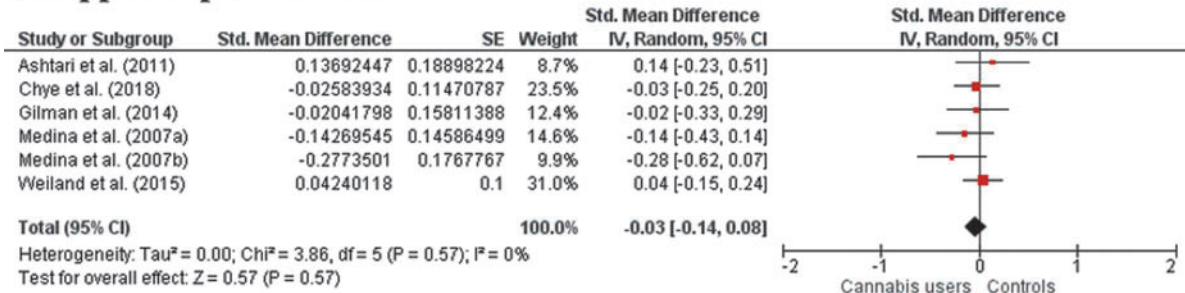 Std. Mean Difference Std. Mean Difference
Study or Subgroup Std. Mean Difference SE Weight IV, Random, 95% CI IV, Random, 95% CI
Ashtari et al. (2011) 0.13692447 0.18898224 8.7% 0.14 [-0.23, 0.51]
Chye et al. (2018) -0.02583934 0.11470787 23.5% -0.03 [-0.25, 0.20]
Gilman et al. (2014) -0.02041798 0.15811388 12.4% -0.02 [-0.33, 0.29]
Medina et al. (2007a) -0.14269545 0.14586499 14.6% -0.14 [-0.43, 0.14]
Medina et al. (2007b) -0.2773501 0.1767767 9.9% -0.28 [-0.62, 0.07]
Weiland et al. (2015) 0.04240118 0.1 31.0% 0.04 [-0.15, 0.24]
Total (95% CI) 100.0% -0.03 [-0.14, 0.08]
Heterogeneity: Tau² = 0.00; Chi² = 3.86, df = 5 (P = 0.57); I² = 0%
Test for overall effect: Z = 0.57 (P = 0.57)
-2 -1 0 1 2
Cannabis users Controls